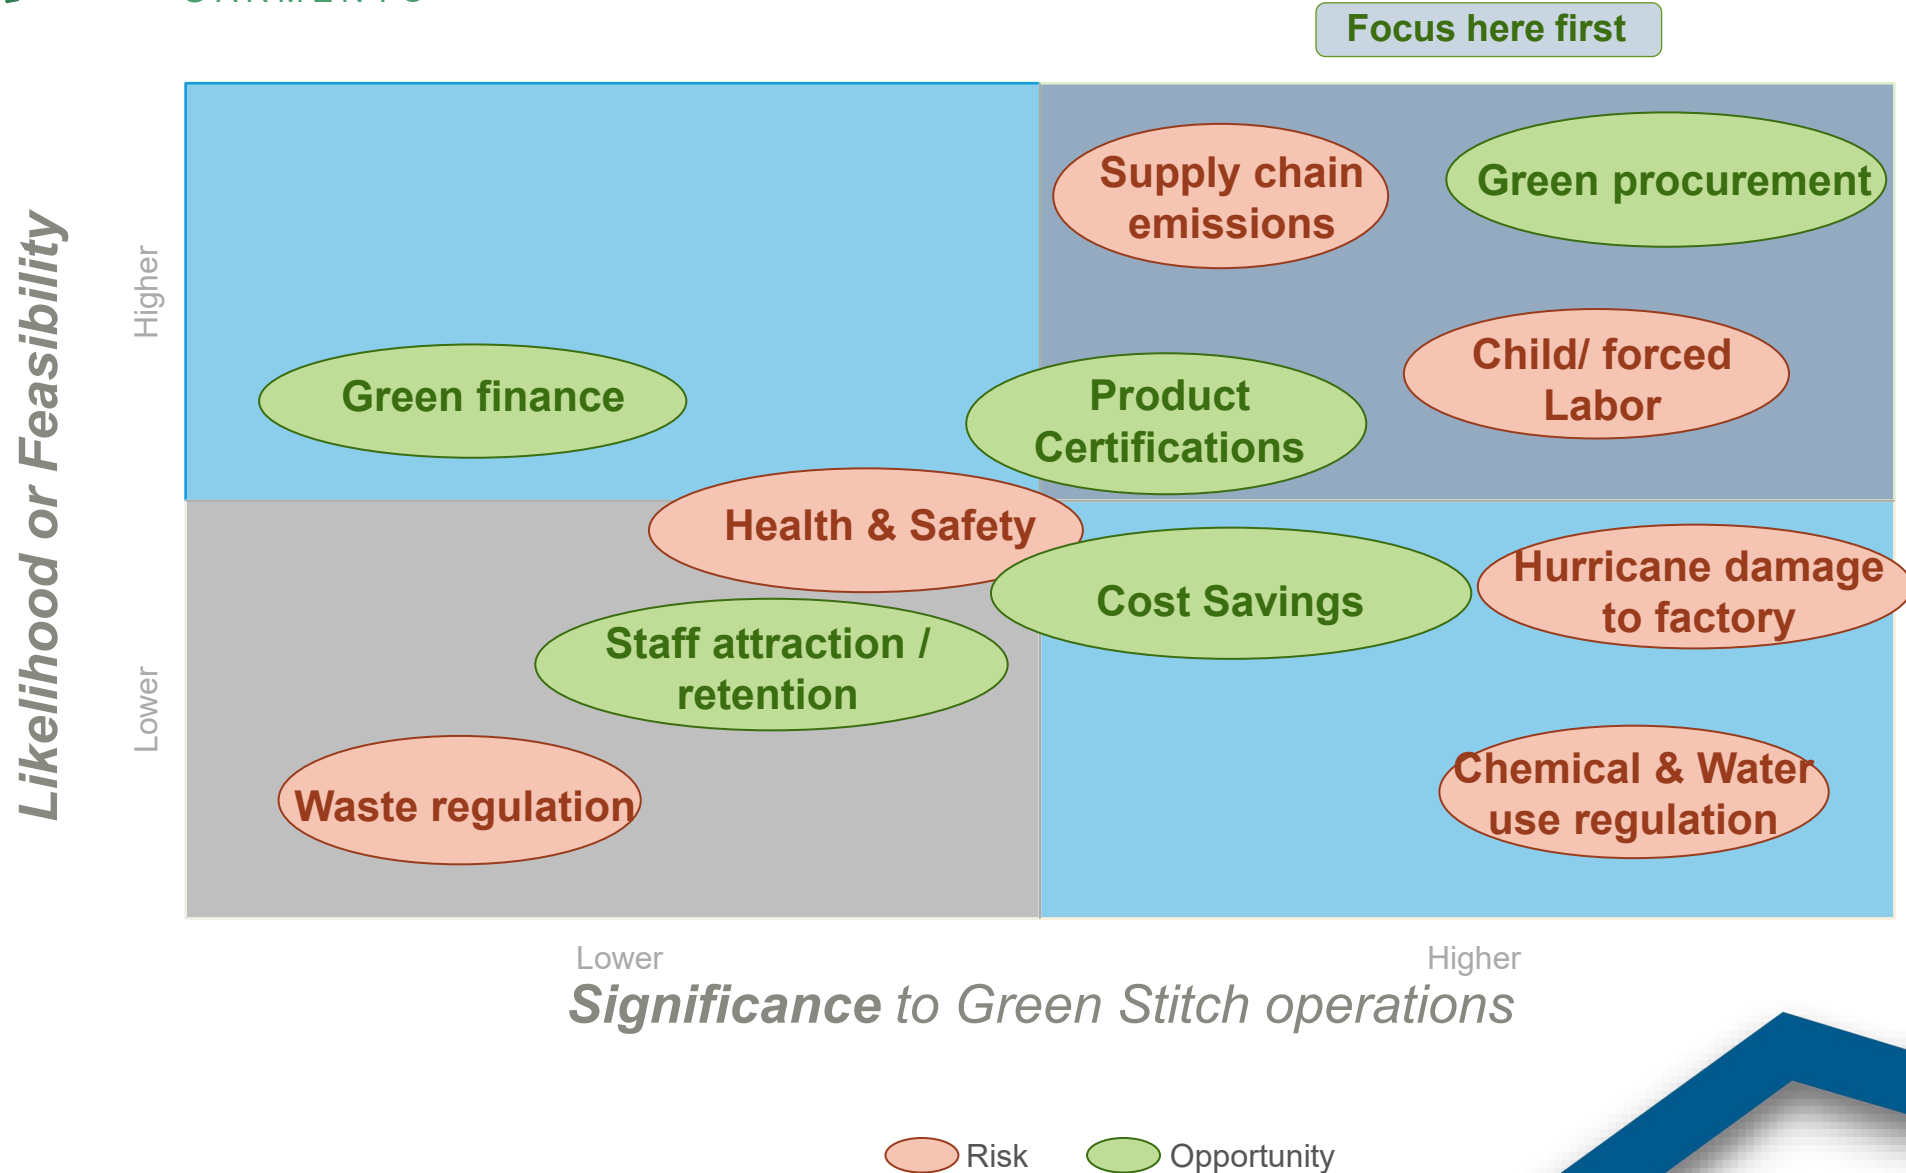 Focus here first
Likelihood or Feasibility
Higher
Lower
Supply chain
emissions
Green procurement
Child/ forced
Labor
Green finance
Product
Certifications
Health & Safety
Cost Savings
Hurricane damage
to factory
Staff attraction /
retention
Waste regulation
Chemical & Water
use regulation
Lower
Higher
Significance to Green Stitch operations
Risk
Opportunity